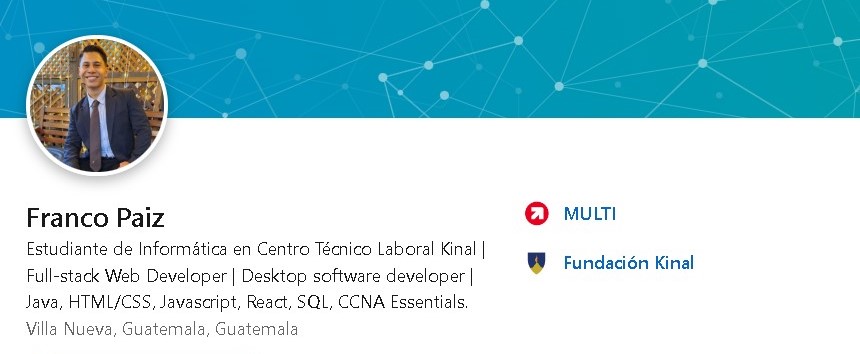 Franco Paiz
Estudiante de Informática en Centro Técnico Laboral Kinal |
Full-stack Web Developer | Desktop software developer |
Java, HTML/CSS, Javascript, React, SQL, CCNA Essentials.
Villa Nueva, Guatemala, Guatemala
MULTI
Fundación Kinal